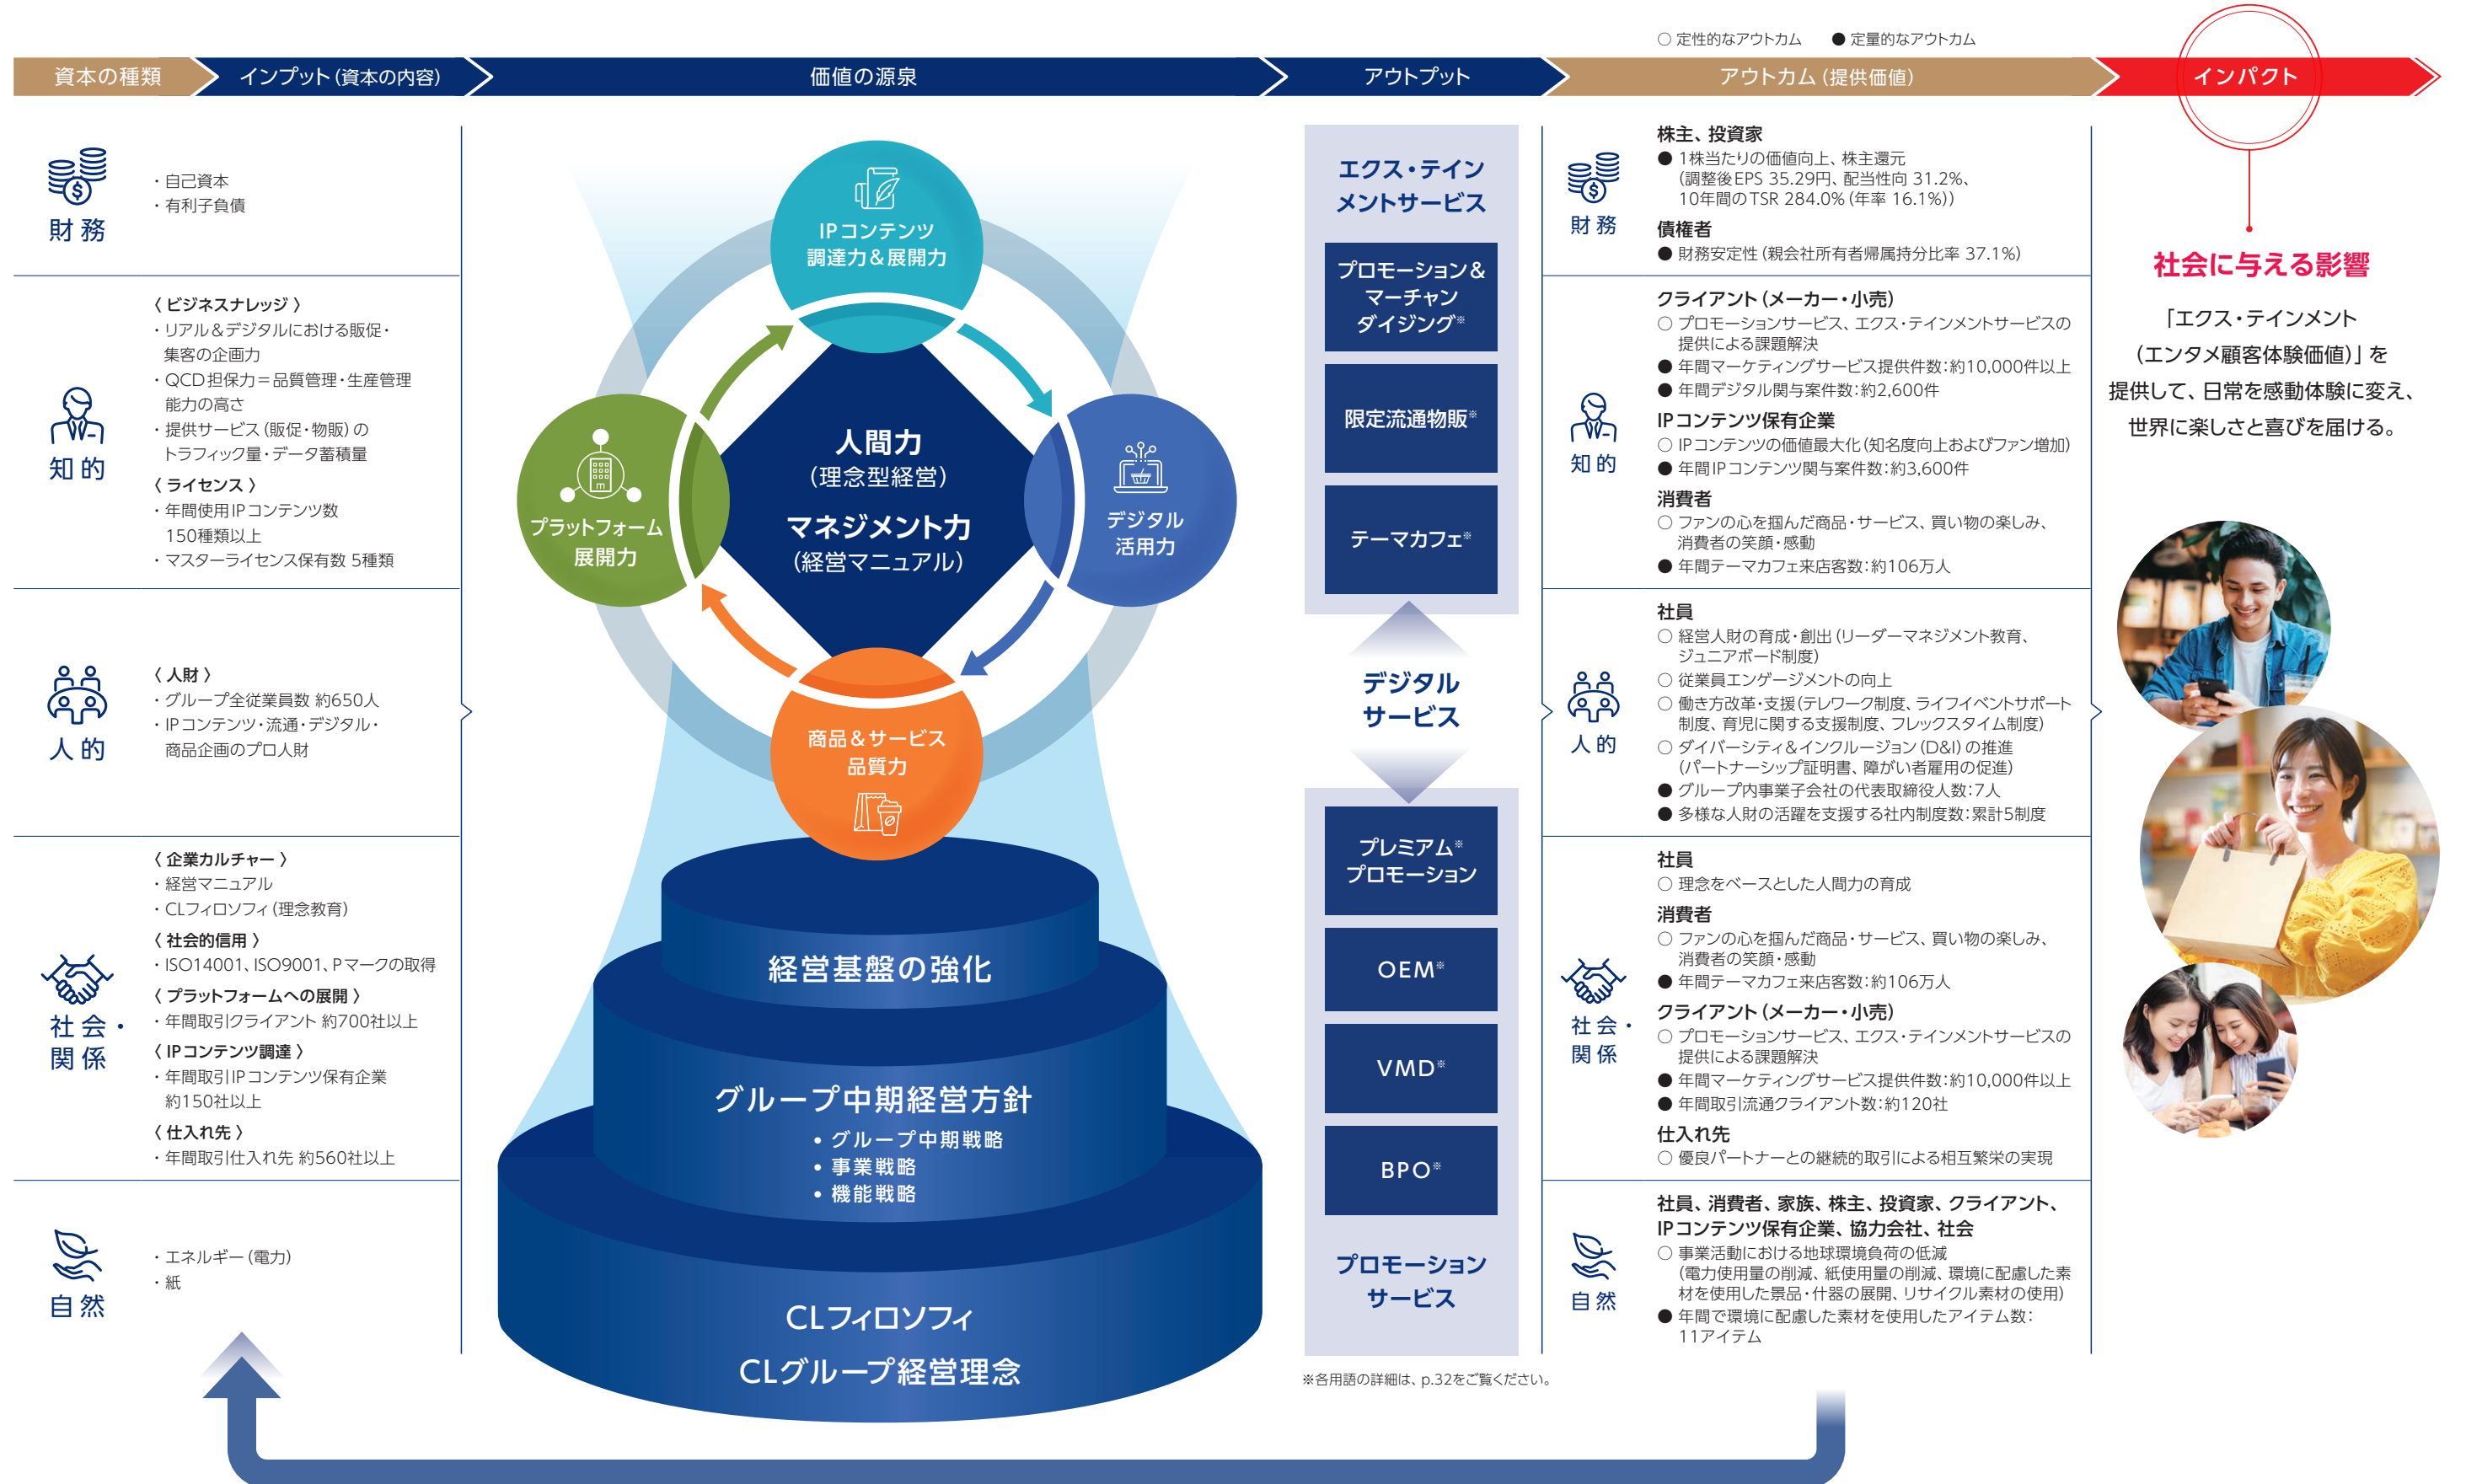 ○ 定性的なアウトカム　● 定量的なアウトカム
資本の種類
インプット（資本の内容）
価値の源泉
アウトプット
アウトカム（提供価値）
インパクト
財務
・自己資本
・有利子負債
知的
〈 ビジネスナレッジ 〉
・リアル＆デジタルにおける販促・
集客の企画力
・QCD担保力＝品質管理・生産管理
能力の高さ
・提供サービス（販促・物販）の
トラフィック量・データ蓄積量
〈 ライセンス 〉
・年間使用IPコンテンツ数
150種類以上
・マスターライセンス保有数 5種類
人的
〈 人財 〉
・グループ全従業員数 約650人
・IPコンテンツ・流通・デジタル・
商品企画のプロ人財
社会・
関係
〈 企業カルチャー 〉
・経営マニュアル
・CLフィロソフィ（理念教育）
〈 社会的信用 〉
・ISO14001、ISO9001、Pマークの取得
〈 プラットフォームへの展開 〉
・年間取引クライアント 約700社以上
〈 IPコンテンツ調達 〉
・年間取引IPコンテンツ保有企業
約150社以上
〈 仕入れ先 〉
・年間取引仕入れ先 約560社以上
自然
・エネルギー（電力）
・紙
IPコンテンツ
調達力＆展開力
プラットフォーム
展開力
人間力
（理念型経営）
マネジメント力
（経営マニュアル）
デジタル
活用力
商品＆サービス
品質力
経営基盤の強化
グループ中期経営方針
• グループ中期戦略
• 事業戦略
• 機能戦略
CLフィロソフィ
CLグループ経営理念
エクス・テイン
メントサービス
プロモーション＆
マーチャン
ダイジング※
限定流通物販※
テーマカフェ※
デジタル
サービス
プレミアム※
プロモーション
OEM※
VMD※
BPO※
プロモーション
サービス
※各用語の詳細は、p.32をご覧ください。
財務
株主、投資家
● 1株当たりの価値向上、株主還元
（調整後EPS 35.29円、配当性向 31.2%、
10年間のTSR 284.0%（年率 16.1%））
債権者
● 財務安定性（親会社所有者帰属持分比率 37.1%）
知的
クライアント（メーカー・小売）
○ プロモーションサービス、エクス・テインメントサービスの
提供による課題解決
● 年間マーケティングサービス提供件数：約10,000件以上
● 年間デジタル関与案件数：約2,600件
IPコンテンツ保有企業
○ IPコンテンツの価値最大化（知名度向上およびファン増加）
● 年間IPコンテンツ関与案件数：約3,600件
消費者
○ ファンの心を掴んだ商品・サービス、買い物の楽しみ、
消費者の笑顔・感動
● 年間テーマカフェ来店客数：約106万人
人的
社員
○ 経営人財の育成・創出（リーダーマネジメント教育、
ジュニアボード制度）
○ 従業員エンゲージメントの向上
○ 働き方改革・支援（テレワーク制度、ライフイベントサポート
制度、育児に関する支援制度、フレックスタイム制度）
○ ダイバーシティ＆インクルージョン（D&I）の推進
（パートナーシップ証明書、障がい者雇用の促進）
● グループ内事業子会社の代表取締役人数：7人
● 多様な人財の活躍を支援する社内制度数：累計5制度
社会・
関係
社員
○ 理念をベースとした人間力の育成
消費者
○ ファンの心を掴んだ商品・サービス、買い物の楽しみ、
消費者の笑顔・感動
● 年間テーマカフェ来店客数：約106万人
クライアント（メーカー・小売）
○ プロモーションサービス、エクス・テインメントサービスの
提供による課題解決
● 年間マーケティングサービス提供件数：約10,000件以上
● 年間取引流通クライアント数：約120社
仕入れ先
○ 優良パートナーとの継続的取引による相互繁栄の実現
自然
社員、消費者、家族、株主、投資家、クライアント、
IPコンテンツ保有企業、協力会社、社会
○ 事業活動における地球環境負荷の低減
（電力使用量の削減、紙使用量の削減、環境に配慮した素
材を使用した景品・什器の展開、リサイクル素材の使用）
● 年間で環境に配慮した素材を使用したアイテム数：
11アイテム
社会に与える影響
「エクス・テインメント
（エンタメ顧客体験価値）」を
提供して、日常を感動体験に変え、
世界に楽しさと喜びを届ける。